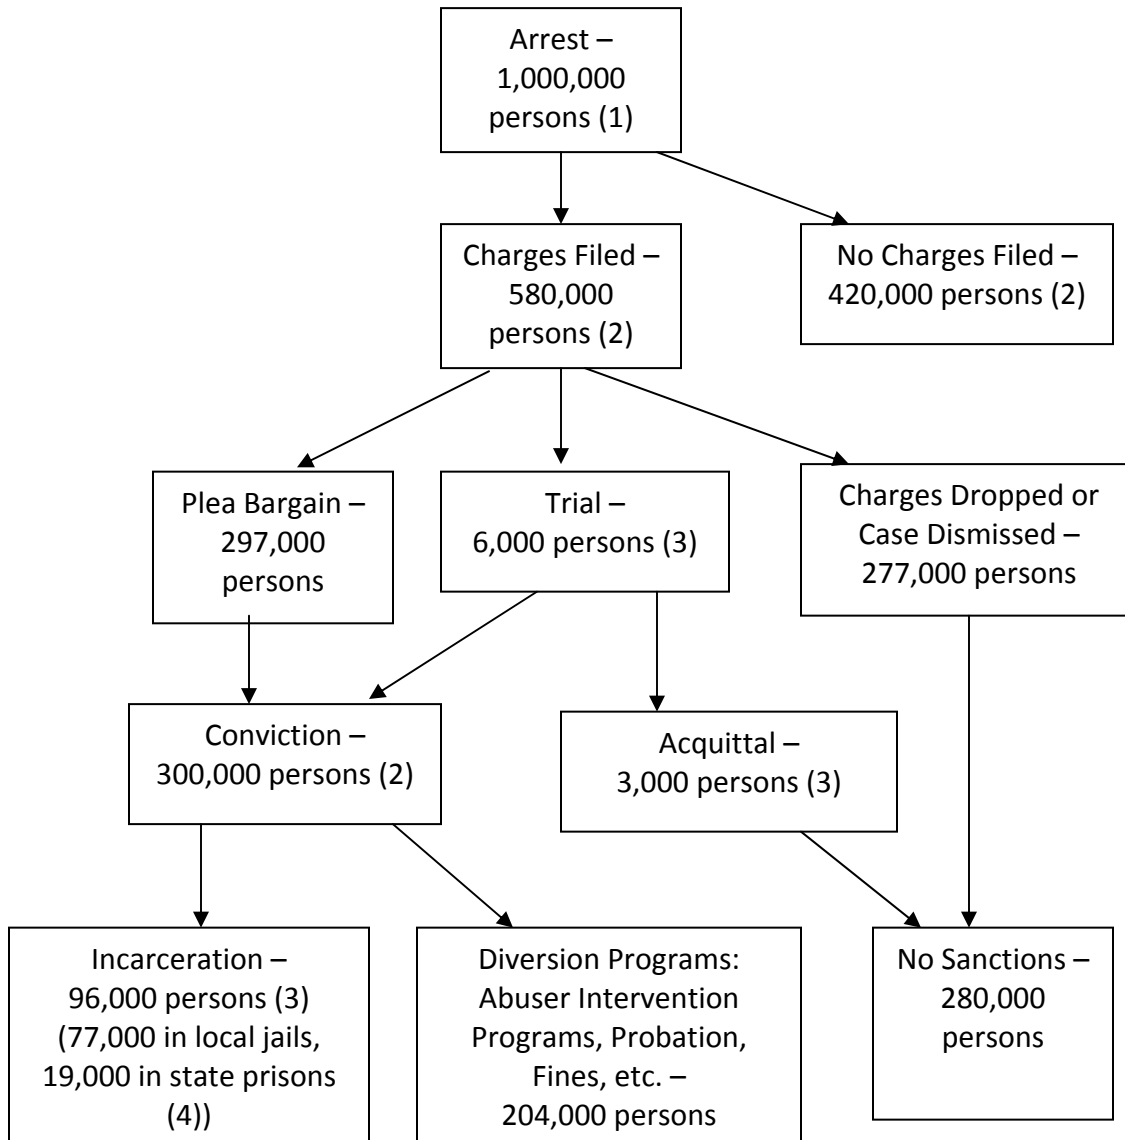 Arrest –
1,000,000
persons (1)
Charges Filed –
580,000
persons (2)
No Charges Filed –
420,000 persons (2)
Plea Bargain –
297,000
persons
Trial –
6,000 persons (3)
Charges Dropped or
Case Dismissed –
277,000 persons
Conviction –
300,000 persons (2)
Acquittal –
3,000 persons (3)
Incarceration –
96,000 persons (3)
(77,000 in local jails,
19,000 in state prisons
(4))
Diversion Programs:
Abuser Intervention
Programs, Probation,
Fines, etc. –
204,000 persons
No Sanctions –
280,000
persons